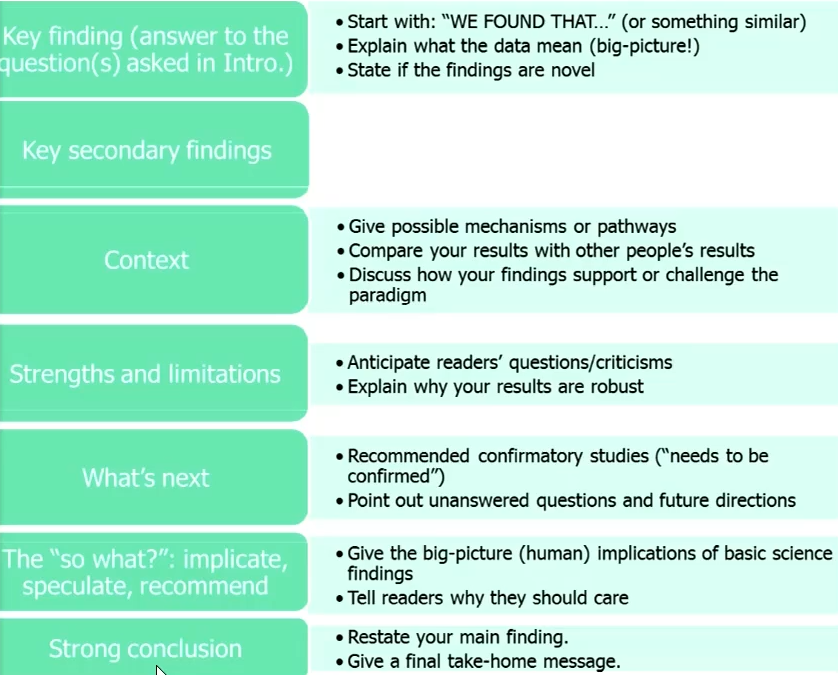 Key finding (answer to the
question(s) asked in Intro.)
• Start with: “WE FOUND THAT…” (or something similar)
• Explain what the data mean (big-picture!)
• State if the findings are novel
Key secondary findings
Context
• Give possible mechanisms or pathways
• Compare your results with other people’s results
• Discuss how your findings support or challenge the
paradigm
Strengths and limitations
• Anticipate readers’ questions/criticisms
• Explain why your results are robust
What’s next
• Recommended confirmatory studies (“needs to be
confirmed”)
• Point out unanswered questions and future directions
The “so what?”: implicate,
speculate, recommend
• Give the big-picture (human) implications of basic science
findings
• Tell readers why they should care
Strong conclusion
• Restate your main finding.
• Give a final take-home message.